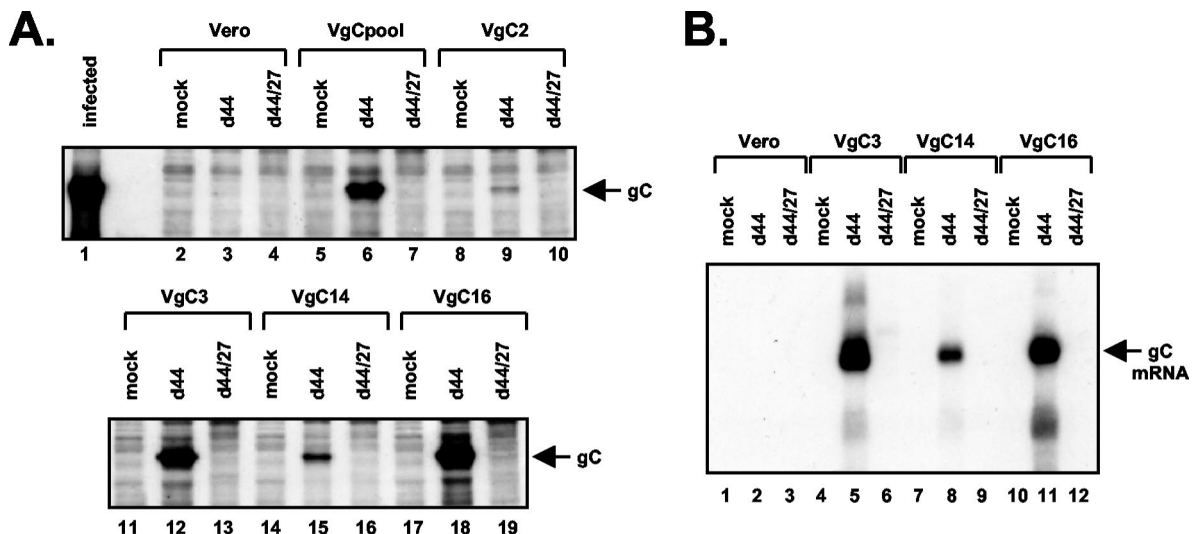 A.
Vero VgCpool VgC2
infected mock d44 d44/27 mock d44 d44/27 mock d44 d44/27
gC
1 2 3 4 5 6 7 8 9 10
VgC3 VgC14 VgC16
mock d44 d44/27 mock d44 d44/27 mock d44 d44/27
gC
11 12 13 14 15 16 17 18 19
B.
Vero VgC3 VgC14 VgC16
mock d44 d44/27 mock d44 d44/27 mock d44 d44/27 mock d44 d44/27
gC
mRNA
1 2 3 4 5 6 7 8 9 10 11 12